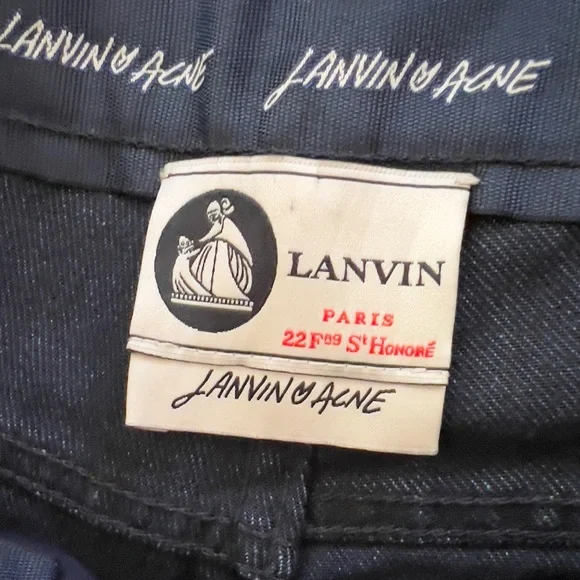 LANVIN♡ACNE LANVIN♡ACNE
LANVIN
PARIS
22 Fbg St HONORÉ
LANVIN♡ACNE